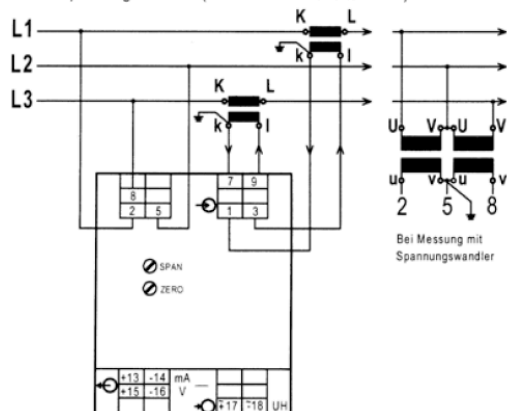 K L
L1
k l
L2
K L
L3
k l
U V U V
u v u v
2 5 8
Bei Messung mit
Spannungswandler
7 9
8
2 5
1 3
SPAN
ZERO
+13 -14 mA
+15 -16 V
+17 -18 UH